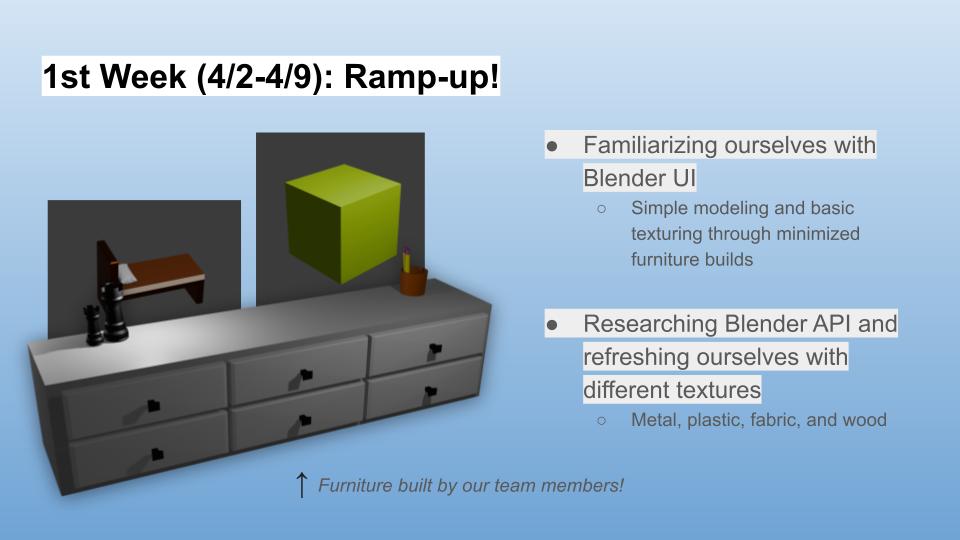 1st Week (4/2-4/9): Ramp-up!
● Familiarizing ourselves with
Blender UI
○ Simple modeling and basic
texturing through minimized
furniture builds
● Researching Blender API and
refreshing ourselves with
different textures
○ Metal, plastic, fabric, and wood
↑ Furniture built by our team members!